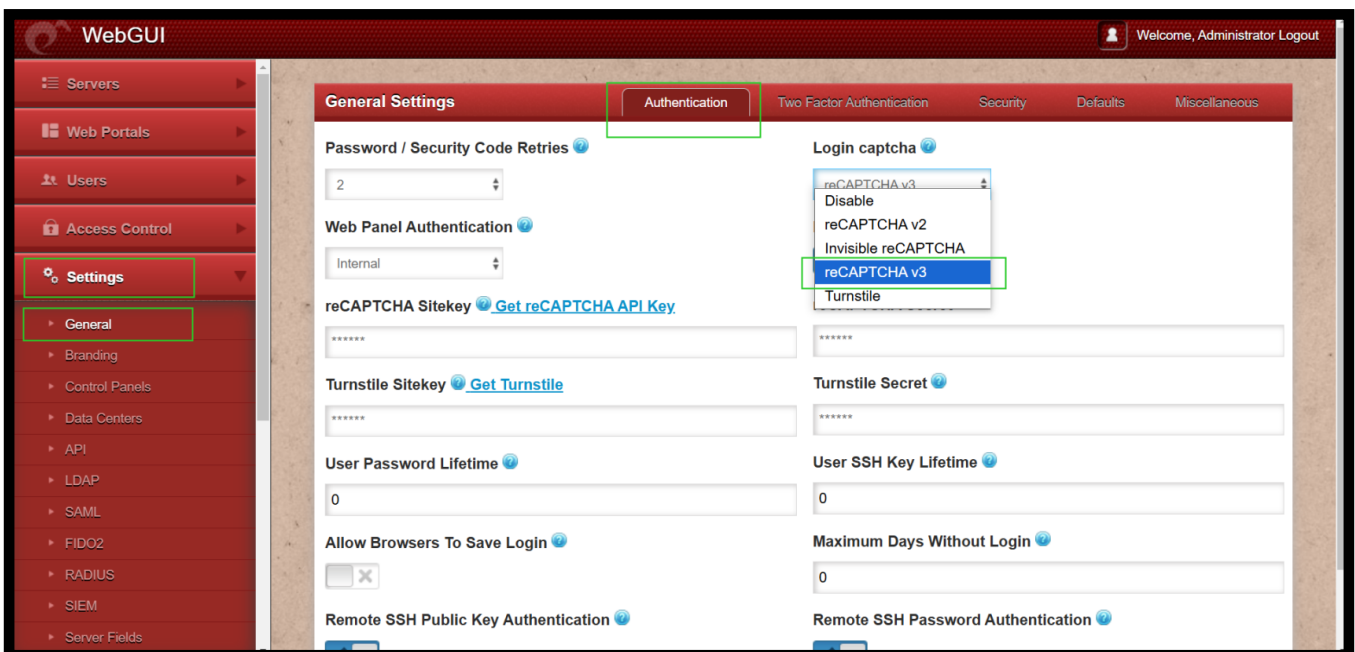 WebGUI
Welcome, Administrator Logout
Servers
Web Portals
Users
Access Control
Settings
General
Branding
Control Panels
Data Centers
API
LDAP
SAML
FIDO2
RADIUS
SIEM
Server Fields
General Settings
Authentication
Two Factor Authentication
Security
Defaults
Miscellaneous
Password / Security Code Retries
2
Login captcha
reCAPTCHA v3
Disable
reCAPTCHA v2
Invisible reCAPTCHA
reCAPTCHA v3
Turnstile
Web Panel Authentication
Internal
reCAPTCHA Sitekey Get reCAPTCHA API Key
******
******
Turnstile Sitekey Get Turnstile
******
Turnstile Secret
******
User Password Lifetime
0
User SSH Key Lifetime
0
Allow Browsers To Save Login
Maximum Days Without Login
0
Remote SSH Public Key Authentication
Remote SSH Password Authentication